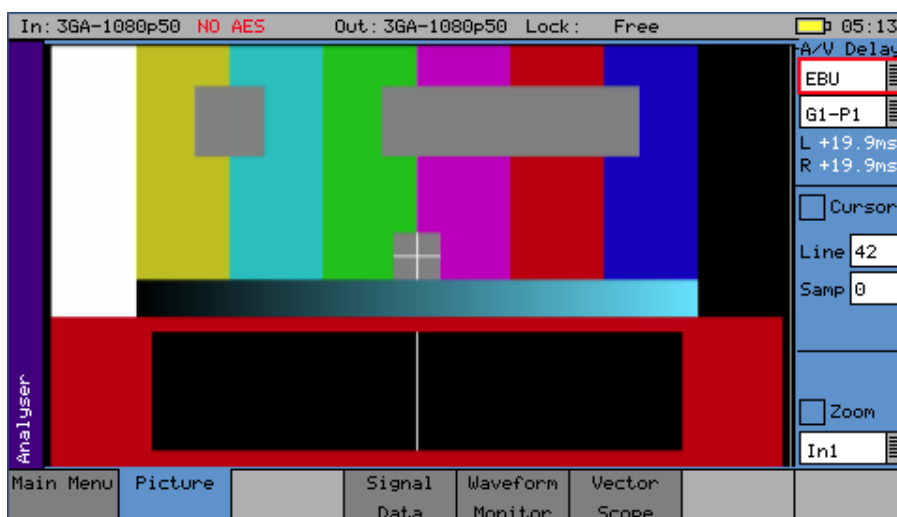 In: 3GA-1080p50 NO AES Out: 3GA-1080p50 Lock: Free 05:13
A/V Delay
EBU
G1-P1
L +19.9ms
R +19.9ms
Cursor
Line 42
Samp 0
Zoom
In1
Analyser
Main Menu Picture Signal Data Waveform Monitor Vector Scope